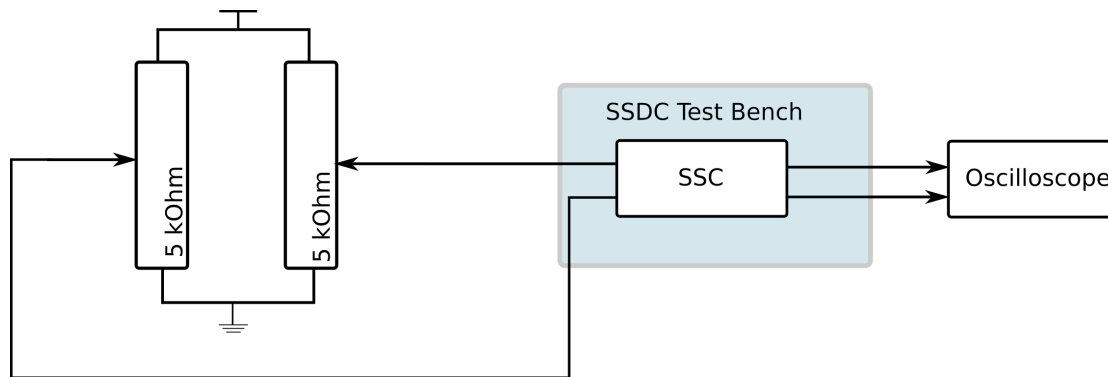 SSDC Test Bench
5 kOhm
5 kOhm
SSC
Oscilloscope